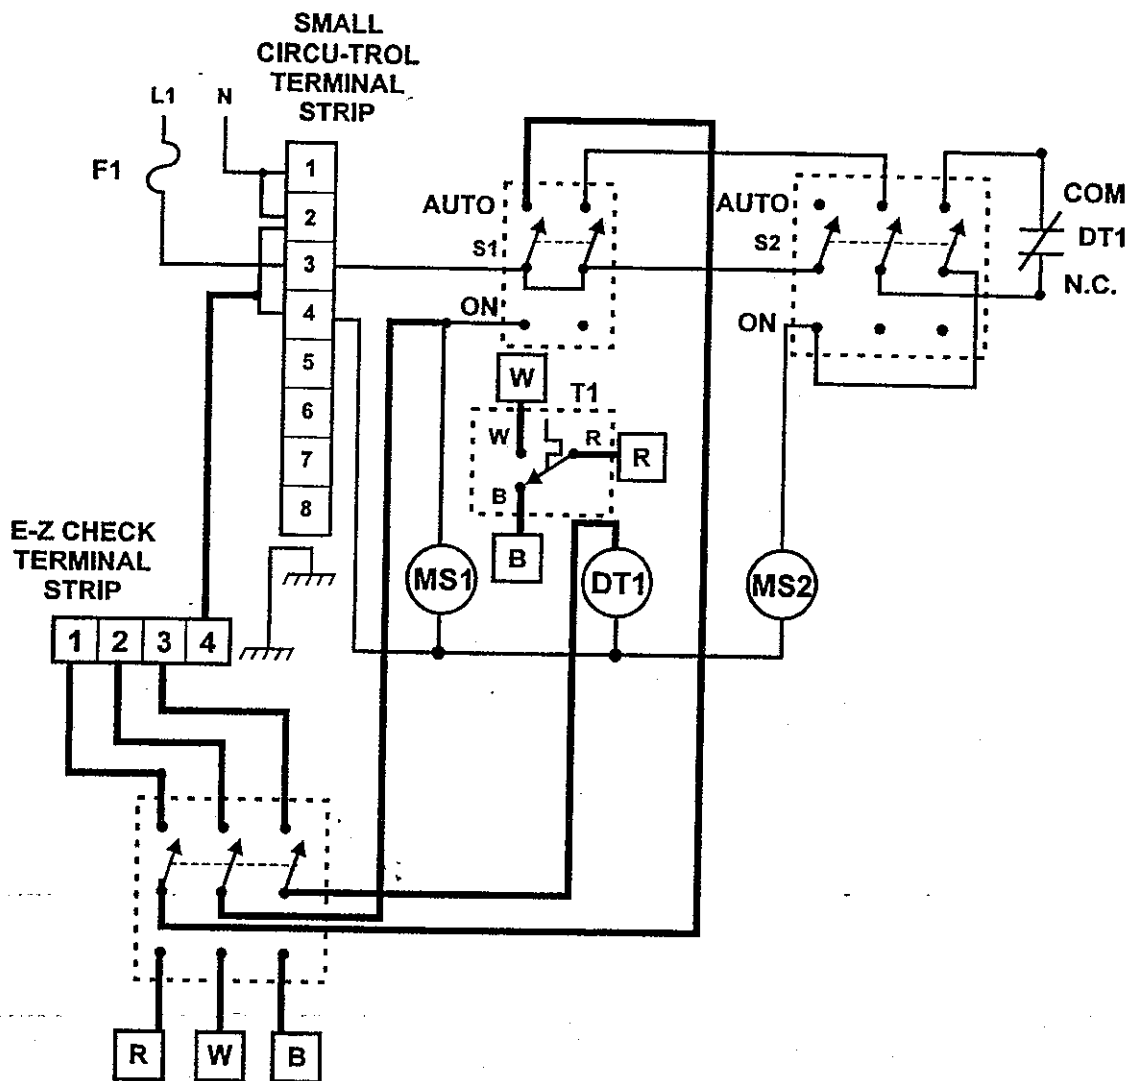 SMALL
CIRCU-TROL
TERMINAL
STRIP
L1
N
F1
1
2
3
4
5
6
7
8
AUTO
S1
ON
AUTO
S2
ON
COM
DT1
N.C.
W
T1
W
R
R
B
B
MS1
DT1
MS2
E-Z CHECK
TERMINAL
STRIP
1 2 3 4
R W B